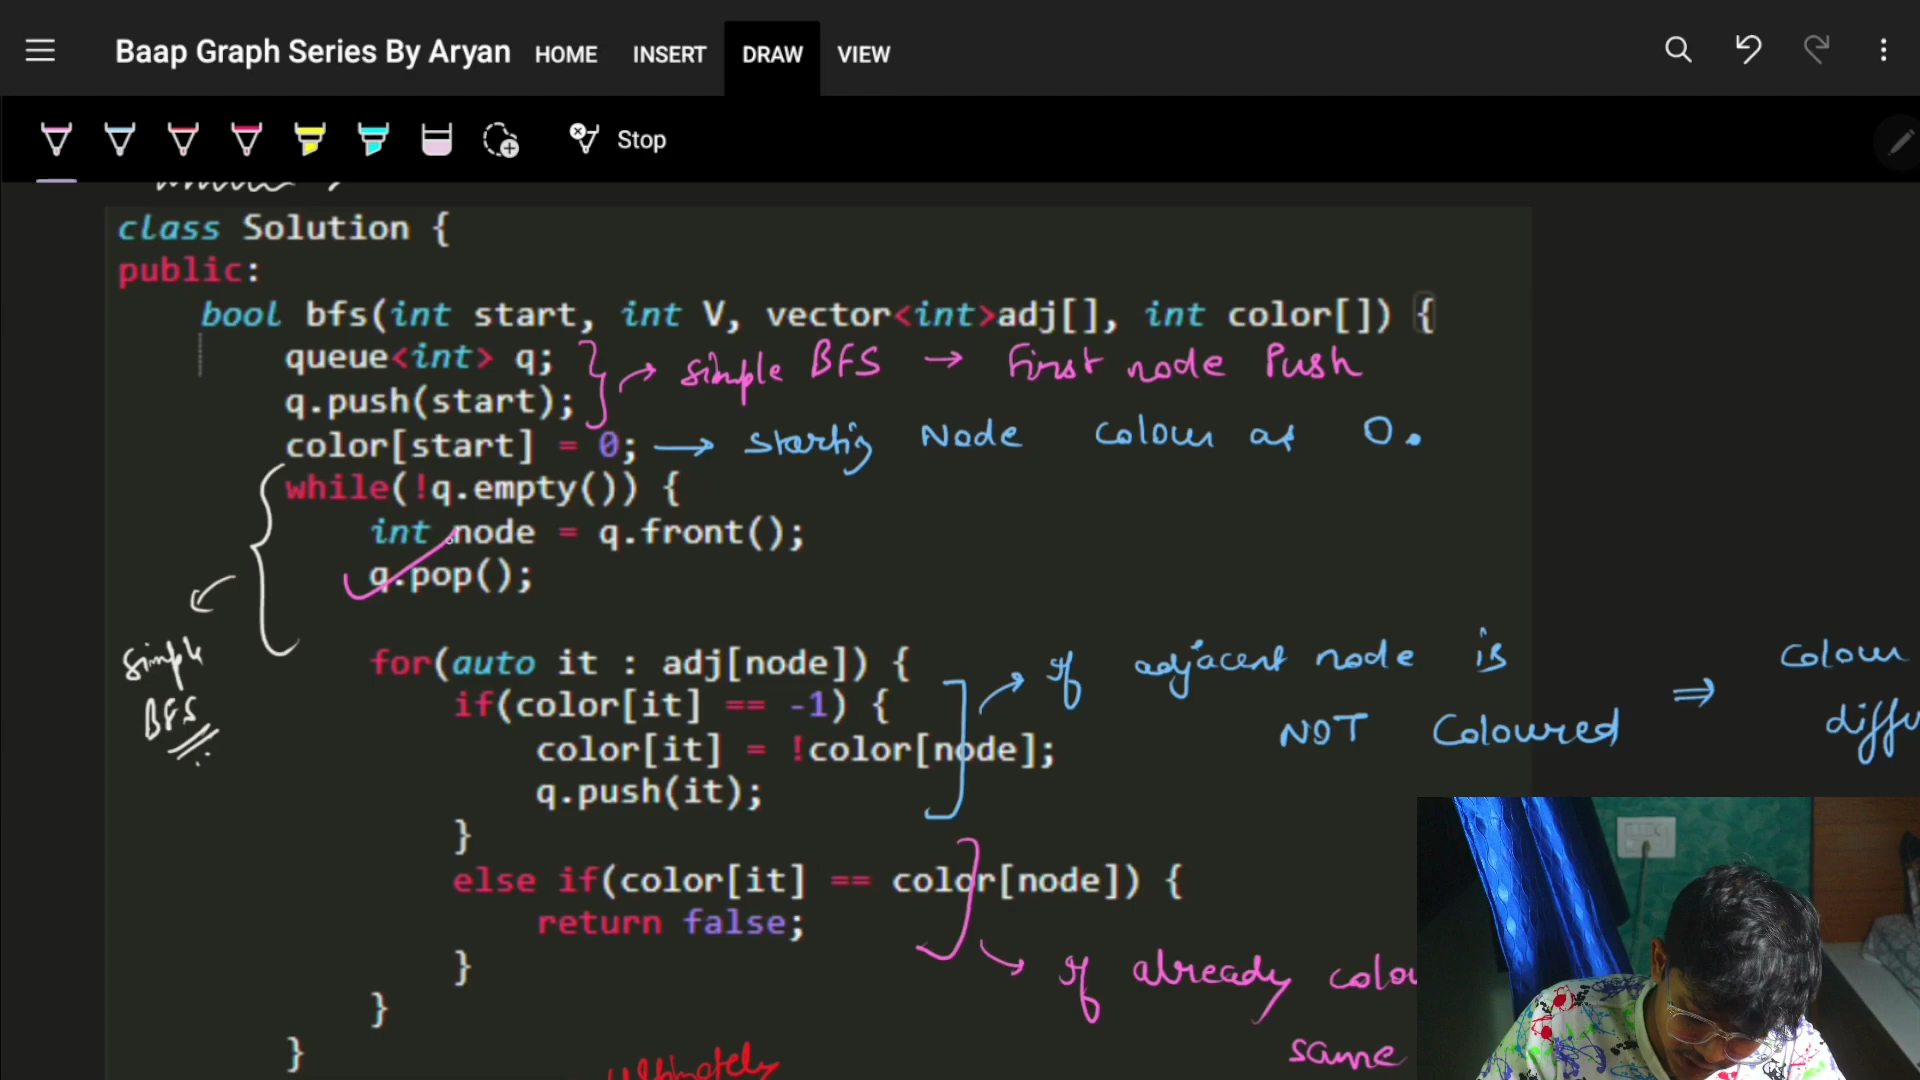 Baap Graph Series By Aryan HOME INSERT DRAW VIEW
Stop
class Solution {
public:
bool bfs(int start, int V, vector<int>adj[], int color[]) {
queue<int> q; → Simple BFS → First node Push
q.push(start);
color[start] = 0; → starting Node colour as 0.
while(!q.empty()) {
int node = q.front();
q.pop();
Simple
BFS
for(auto it : adj[node]) { → If adjacent node is ⇒ colour
if(color[it] == -1) {
NOT Coloured
color[it] = !color[node];
q.push(it);
}
else if(color[it] == color[node]) {
return false;
→ If already
}
}
same
}
ultimately